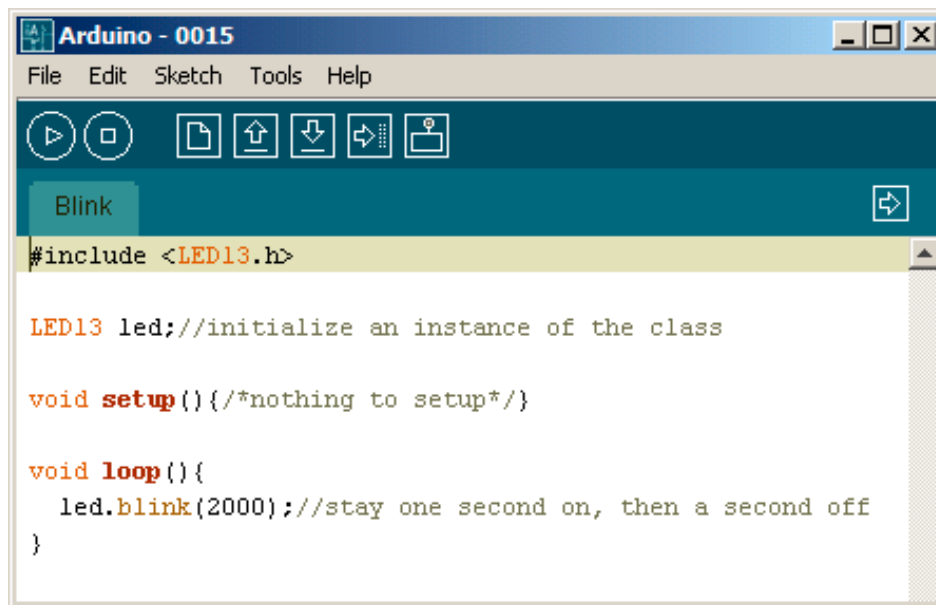 Arduino - 0015
File Edit Sketch Tools Help
Blink
#include <LED13.h>
LED13 led;//initialize an instance of the class
void setup(){/*nothing to setup*/}
void loop(){
  led.blink(2000);//stay one second on, then a second off
}